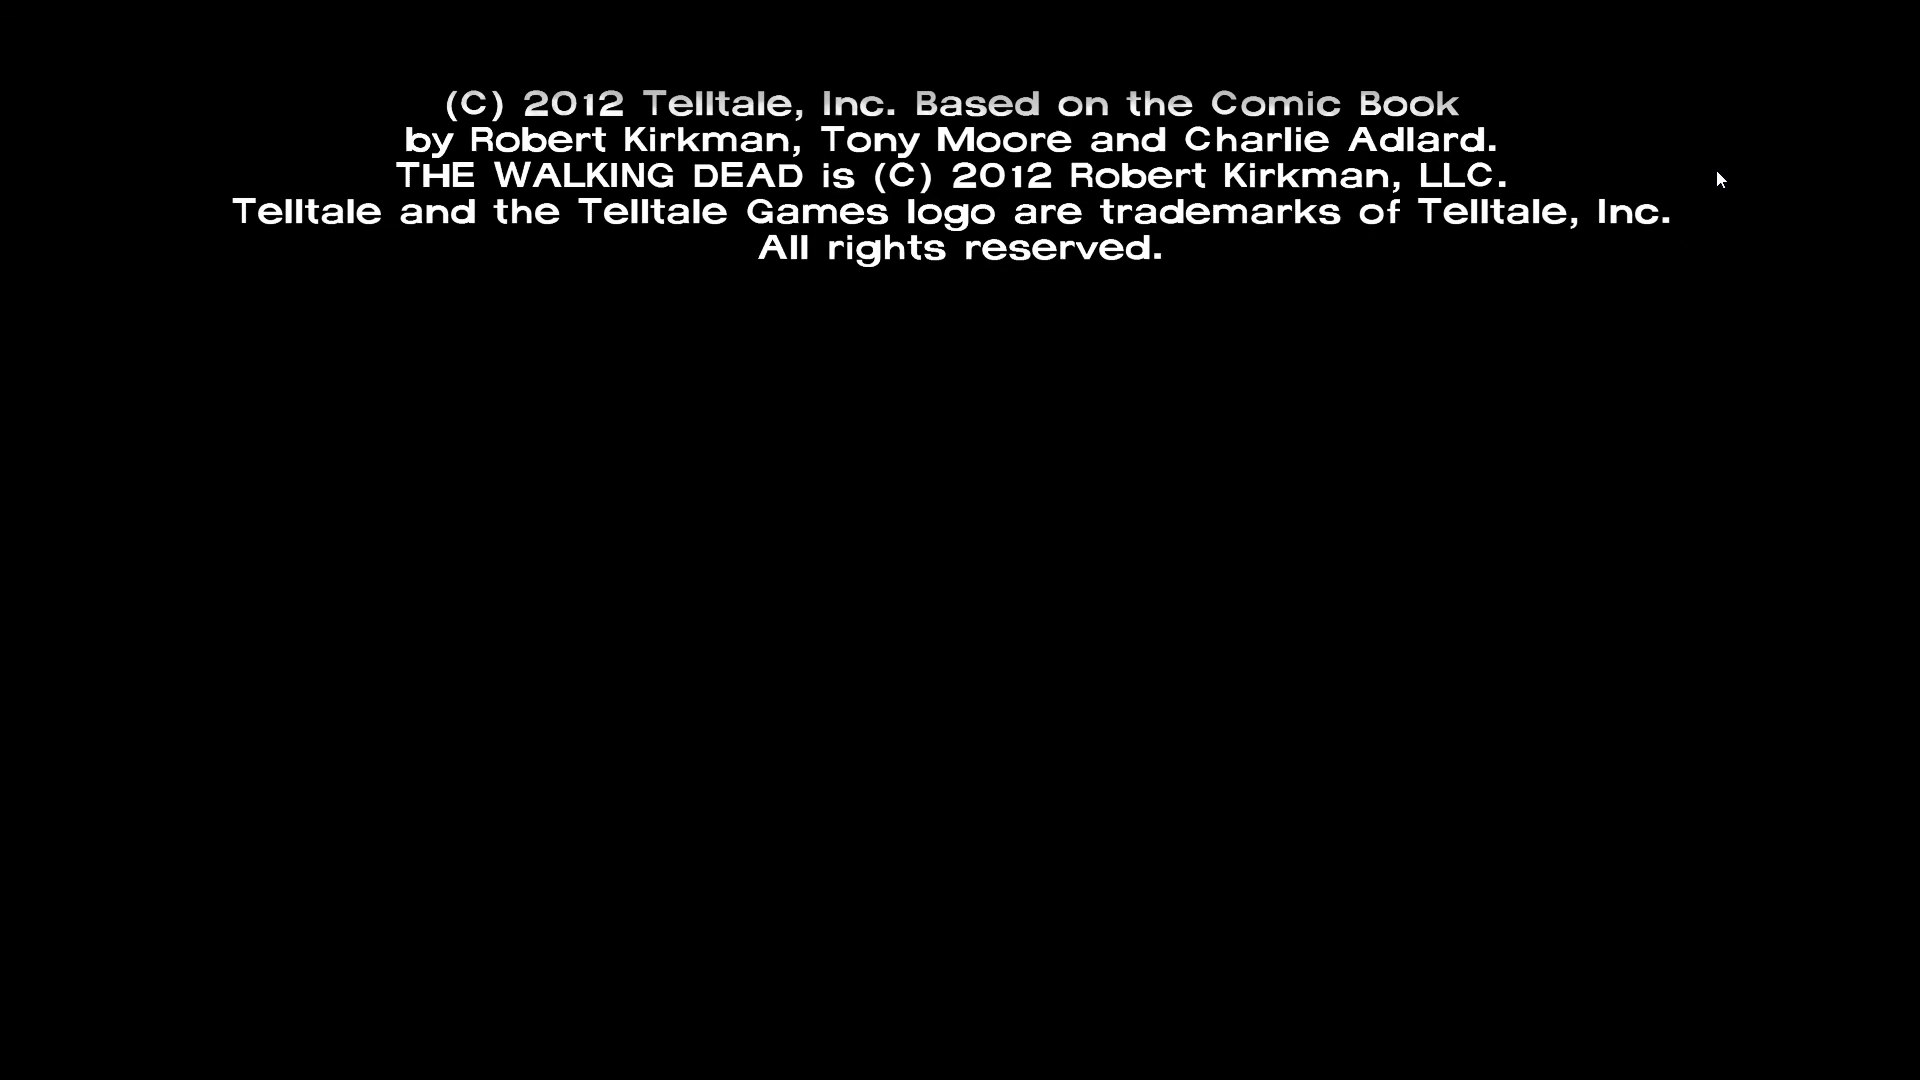 (C) 2012 Telltale, Inc. Based on the Comic Book
by Robert Kirkman, Tony Moore and Charlie Adlard.
THE WALKING DEAD is (C) 2012 Robert Kirkman, LLC.
Telltale and the Telltale Games logo are trademarks of Telltale, Inc.
All rights reserved.